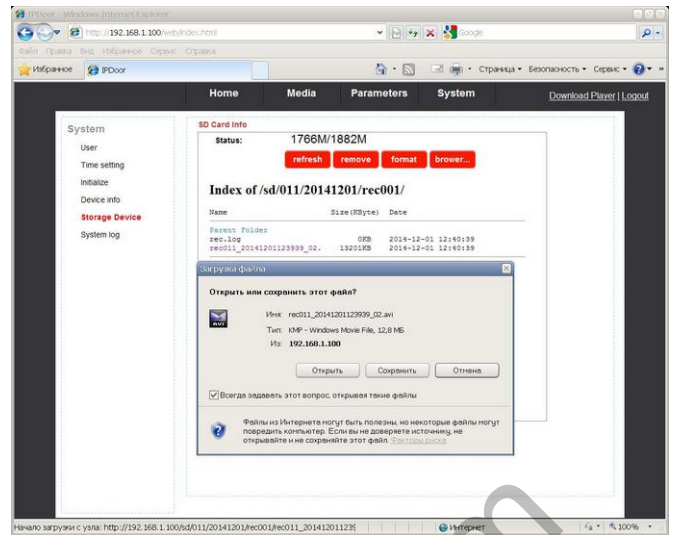 IPDoor - Windows Internet Explorer
http://192.168.1.100/web/index.html
Google
Файл Правка Вид Избранное Сервис Справка
Избранное IPDoor Страница Безопасность Сервис
Home Media Parameters System Download Player | Logout
System
User
Time setting
Initialize
Device info
Storage Device
System log
SD Card Info
Status: 1766M/1882M
refresh remove format brower...
Index of /sd/011/20141201/rec001/
Name Size(KByte) Date
Parent Folder
rec.log 0KB 2014-12-01 12:40:39
rec011_20141201123939_02. 13201KB 2014-12-01 12:40:39
Загрузка файла
Открыть или сохранить этот файл?
Имя: rec011_20141201123939_02.avi
Тип: KMP - Windows Movie File, 12,8 МБ
Из: 192.168.1.100
Открыть Сохранить Отмена
Всегда задавать этот вопрос, открывая такие файлы
Файлы из Интернета могут быть полезны, но некоторые файлы могут
повредить компьютер. Если вы не доверяете источнику, не
открывайте и не сохраняйте этот файл. Факторы риска
Начало загрузки с узла: http://192.168.1.100/sd/011/20141201/rec001/rec011_2014120112395 Интернет 100%